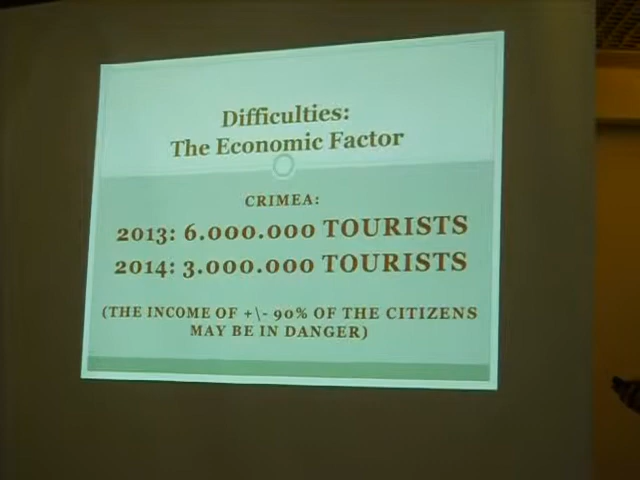 Difficulties:
The Economic Factor
CRIMEA:
2013: 6.000.000 TOURISTS
2014: 3.000.000 TOURISTS
(THE INCOME OF +\- 90% OF THE CITIZENS
MAY BE IN DANGER)